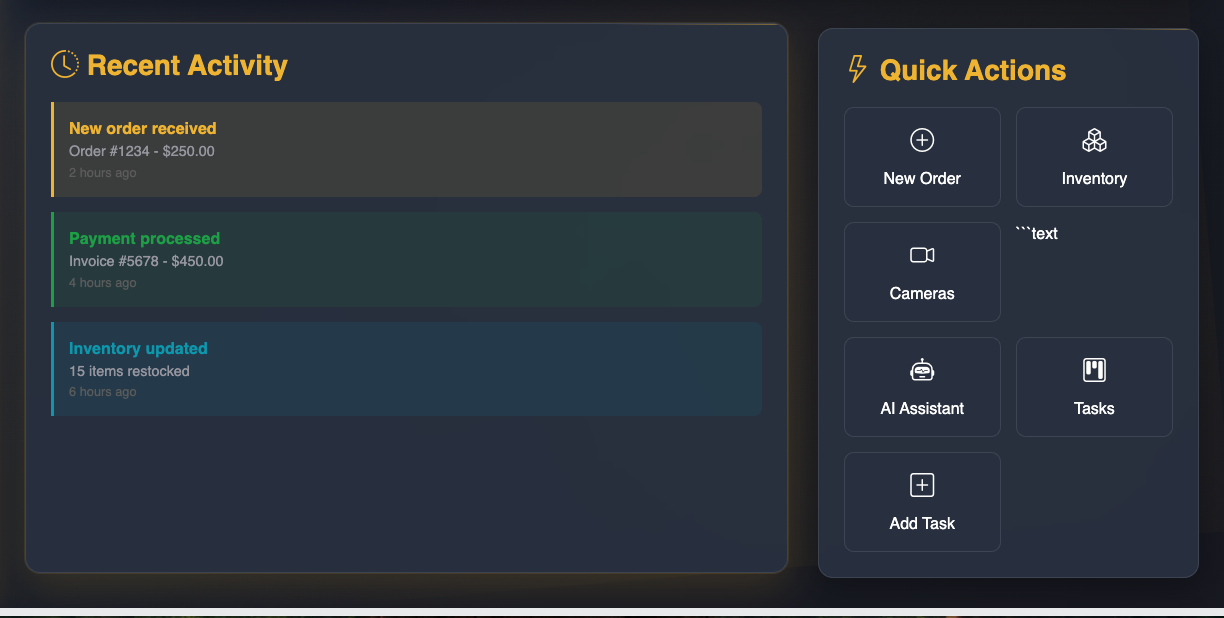 Recent Activity
New order received
Order #1234 - $250.00
2 hours ago
Payment processed
Invoice #5678 - $450.00
4 hours ago
Inventory updated
15 items restocked
6 hours ago
Quick Actions
New Order
Inventory
Cameras
```text
AI Assistant
Tasks
Add Task